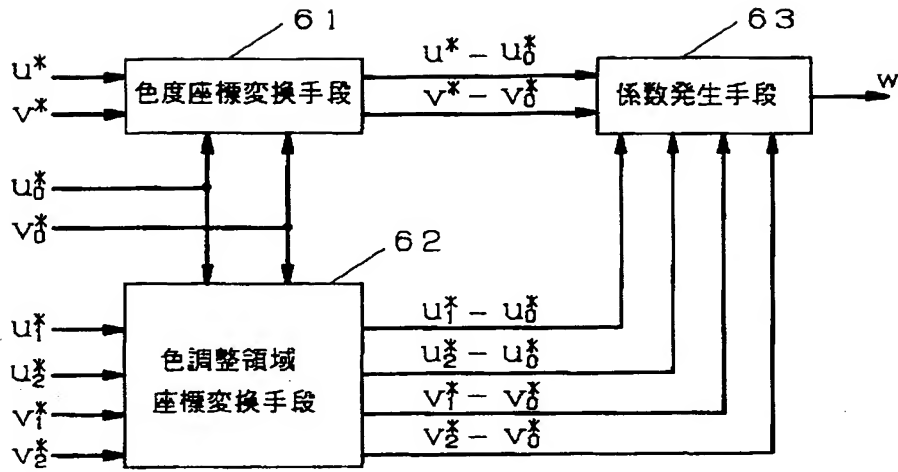 61
63
u* u* − u₀*
色度座標変換手段 係数発生手段 w
v* v* − v₀*
u₀*
v₀*
62
u₁* u₁* − u₀*
色調整領域
u₂* u₂* − u₀*
座標変換手段
v₁* v₁* − v₀*
v₂* v₂* − v₀*